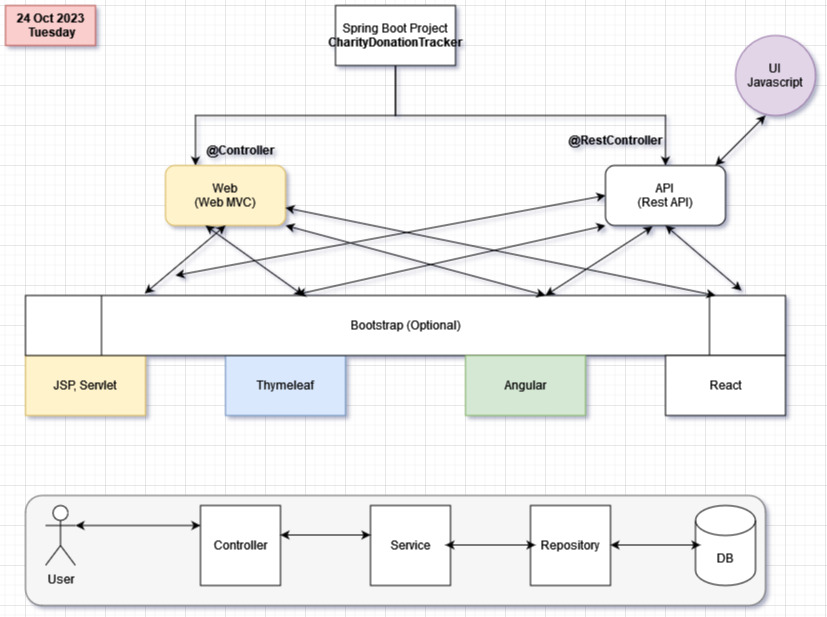 24 Oct 2023
Tuesday
Spring Boot Project
CharityDonationTracker
UI
Javascript
@Controller
@RestController
Web
(Web MVC)
API
(Rest API)
Bootstrap (Optional)
JSP, Servlet
Thymeleaf
Angular
React
User
Controller
Service
Repository
DB